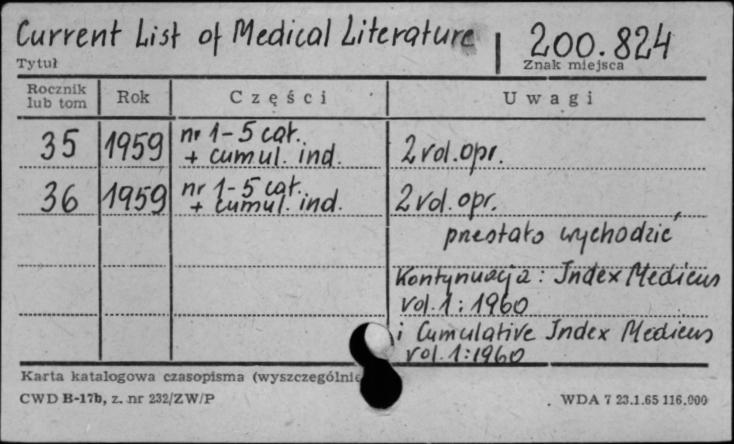 Current List of Medical Literature
200.824
Tytuł
Znak miejsca
Rocznik lub tom
Rok
Części
Uwagi
35 1959 nr 1-5 cał. + cumul. ind. 2 vol. opr.
36 1959 nr 1-5 cał. + cumul. ind. 2 vol. opr.
przestało wychodzić
Kontynuacja: Index Medicus
vol. 1: 1960
i Cumulative Index Medicus
vol. 1:1960
Karta katalogowa czasopisma (wyszczególnie
CWD B-17b, z. nr 232/ZW/P
WDA 7 23.1.65 116.000